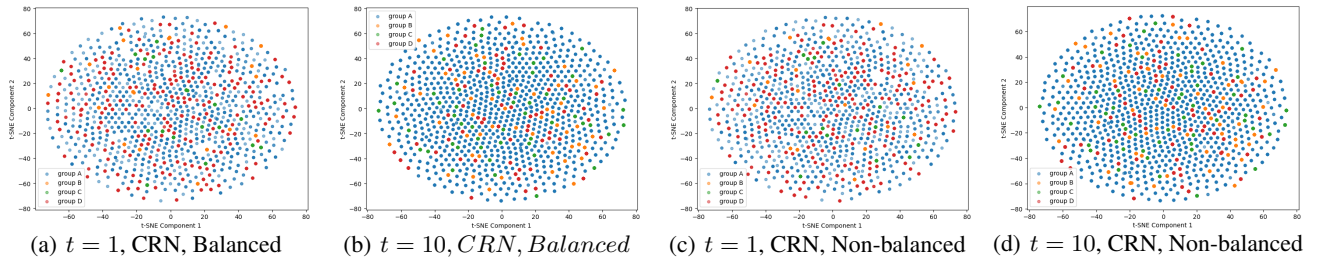 80
60
40
20
0
−20
−40
−60
−80
t-SNE Component 2
group A
group B
group C
group D
−60 −40 −20 0 20 40 60 80
t-SNE Component 1
(a) t = 1, CRN, Balanced
80
60
40
20
0
−20
−40
−60
−80
t-SNE Component 2
group A
group B
group C
group D
−60 −40 −20 0 20 40 60 80
t-SNE Component 1
(b) t = 10, CRN, Balanced
80
60
40
20
0
−20
−40
−60
−80
t-SNE Component 2
group A
group B
group C
group D
−60 −40 −20 0 20 40 60 80
t-SNE Component 1
(c) t = 1, CRN, Non-balanced
80
60
40
20
0
−20
−40
−60
−80
t-SNE Component 2
group A
group B
group C
group D
−80 −60 −40 −20 0 20 40 60 80
t-SNE Component 1
(d) t = 10, CRN, Non-balanced